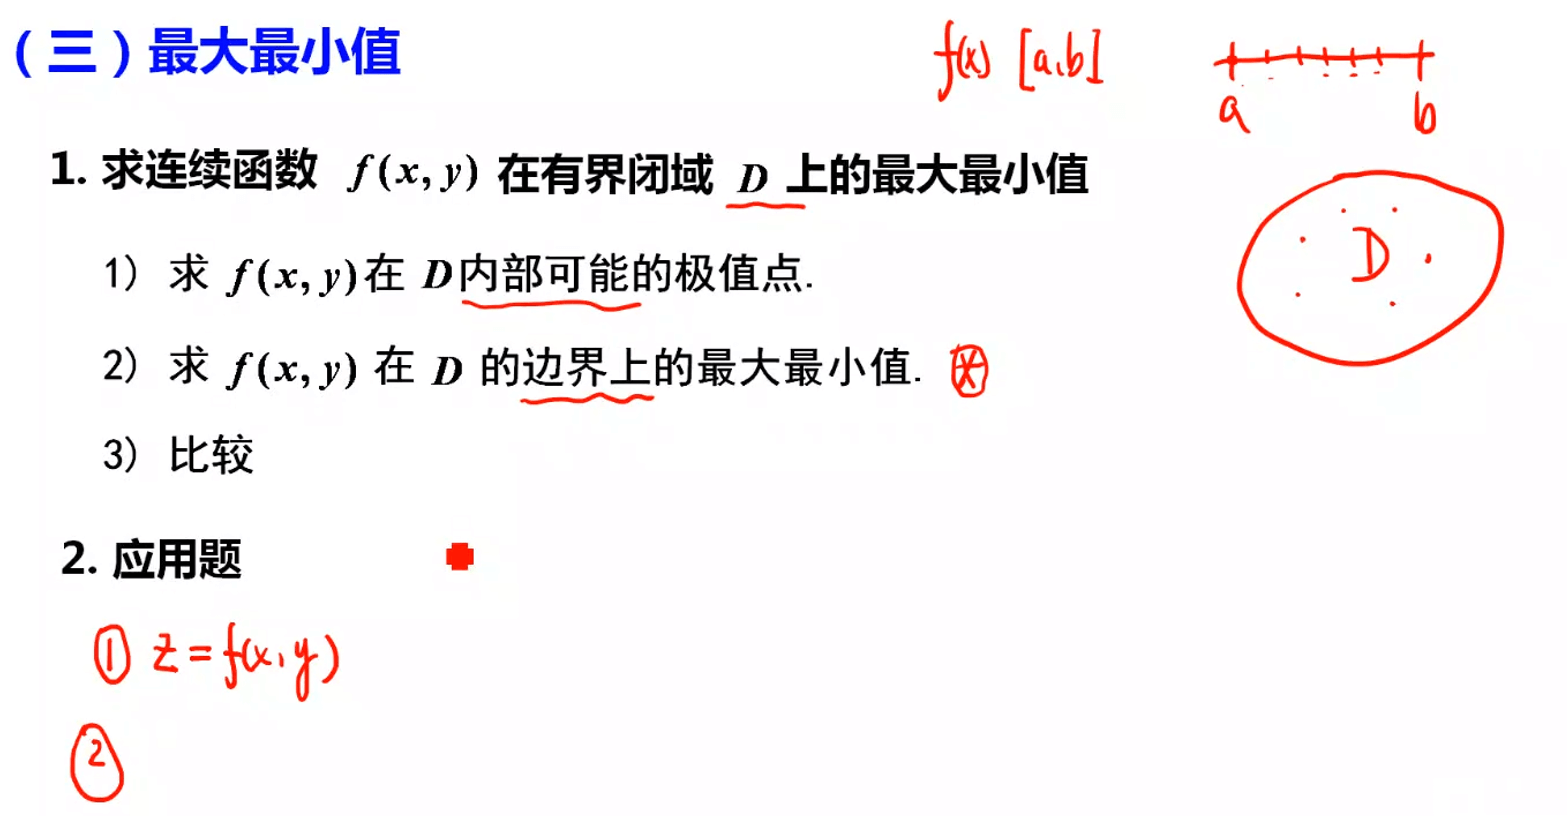 （三）最大最小值
f(x) [a,b]
a b
1. 求连续函数 f(x, y) 在有界闭域 D 上的最大最小值
D
1) 求 f(x, y)在 D内部可能的极值点.
2) 求 f(x, y) 在 D 的边界上的最大最小值.
3) 比较
2. 应用题
① z=f(x,y)
②